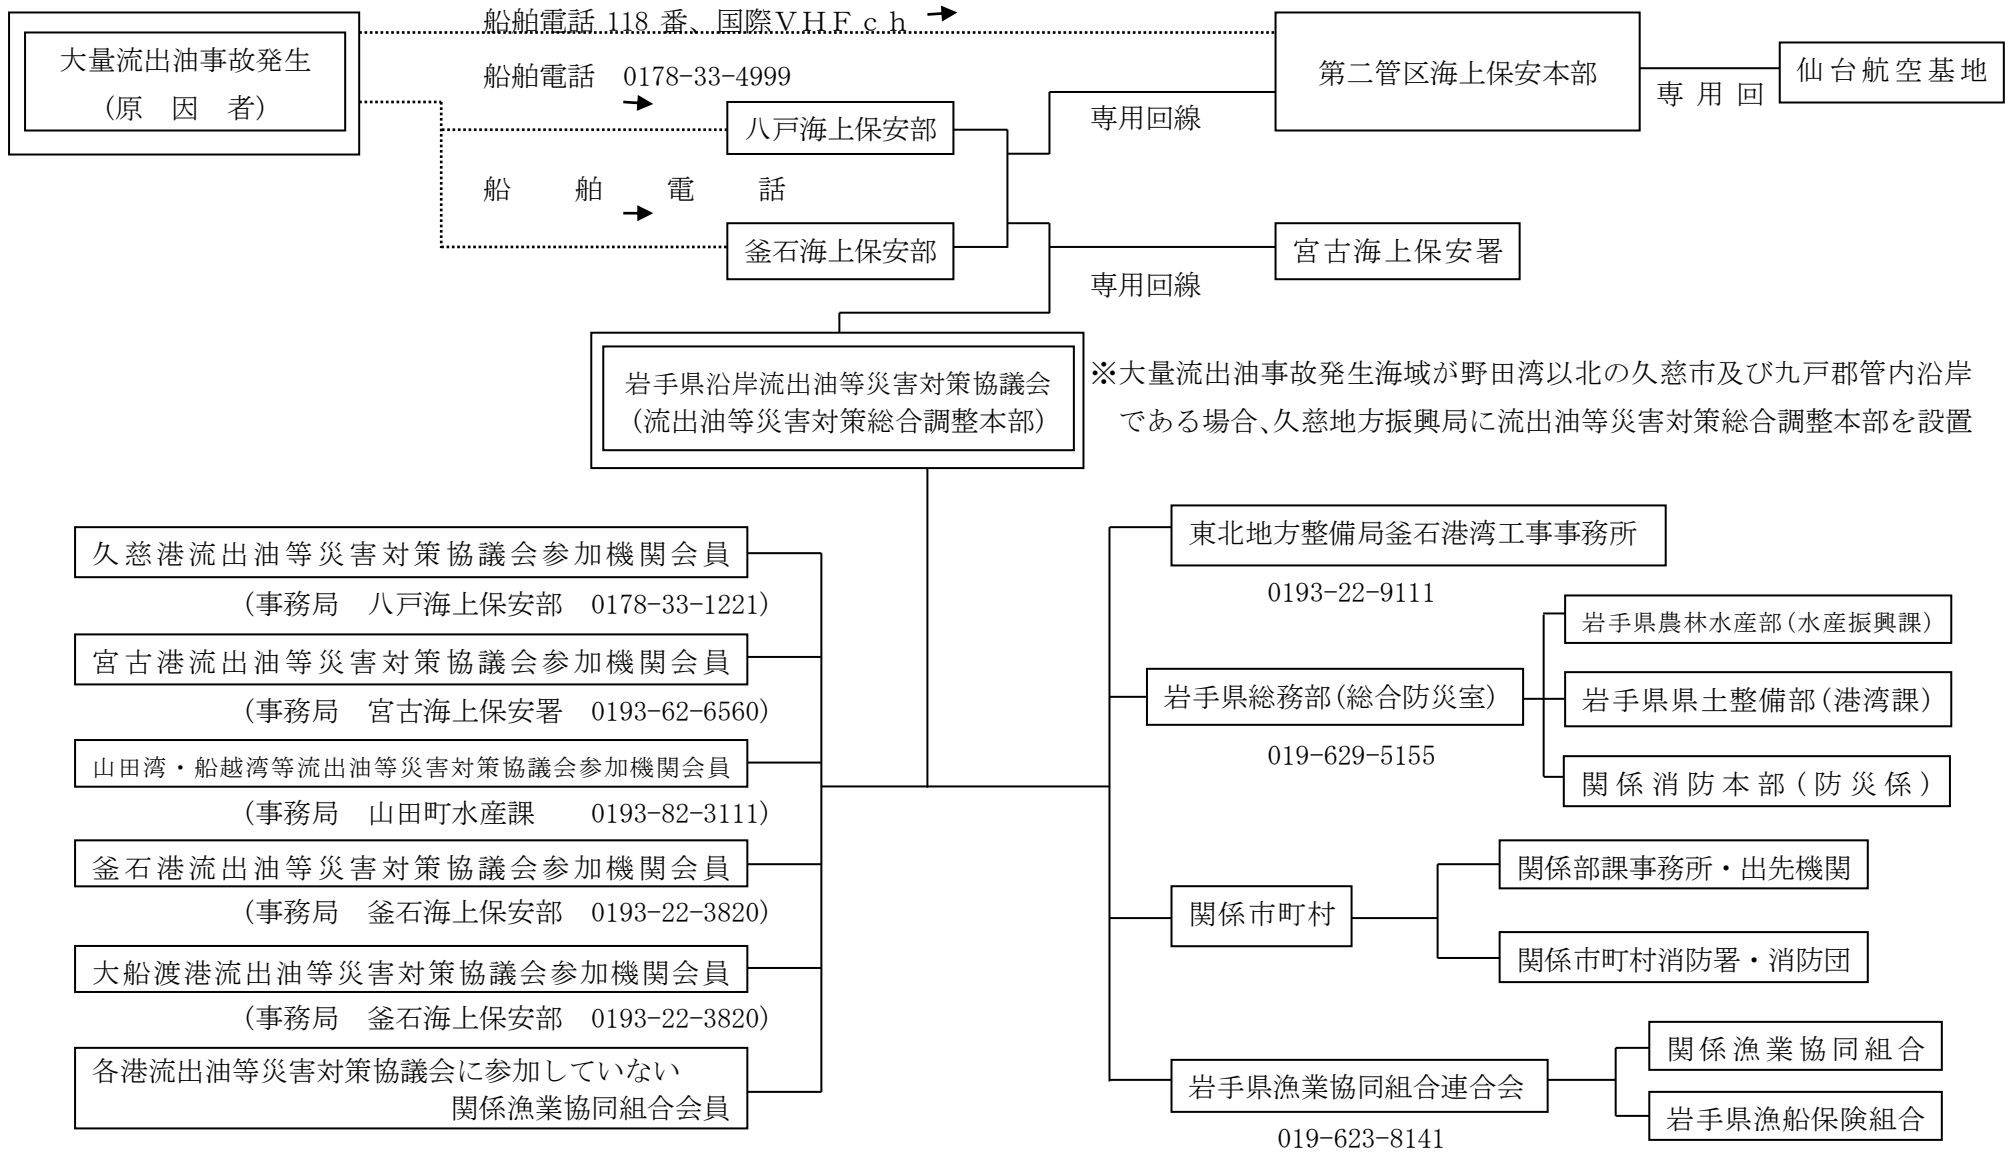 船舶電話 118 番、国際ＶＨＦｃｈ
大量流出油事故発生
(原　因　者)
船舶電話　0178-33-4999
第二管区海上保安本部
専用回
仙台航空基地
八戸海上保安部
専用回線
船　舶　電　話
釜石海上保安部
宮古海上保安署
専用回線
岩手県沿岸流出油等災害対策協議会
(流出油等災害対策総合調整本部)
※大量流出油事故発生海域が野田湾以北の久慈市及び九戸郡管内沿岸
である場合、久慈地方振興局に流出油等災害対策総合調整本部を設置
久慈港流出油等災害対策協議会参加機関会員
(事務局　八戸海上保安部　0178-33-1221)
宮古港流出油等災害対策協議会参加機関会員
(事務局　宮古海上保安署　0193-62-6560)
山田湾・船越湾等流出油等災害対策協議会参加機関会員
(事務局　山田町水産課　　0193-82-3111)
釜石港流出油等災害対策協議会参加機関会員
(事務局　釜石海上保安部　0193-22-3820)
大船渡港流出油等災害対策協議会参加機関会員
(事務局　釜石海上保安部　0193-22-3820)
各港流出油等災害対策協議会に参加していない
関係漁業協同組合会員
東北地方整備局釜石港湾工事事務所
0193-22-9111
岩手県総務部(総合防災室)
019-629-5155
岩手県農林水産部(水産振興課)
岩手県県土整備部(港湾課)
関係消防本部(防災係)
関係市町村
関係部課事務所・出先機関
関係市町村消防署・消防団
岩手県漁業協同組合連合会
019-623-8141
関係漁業協同組合
岩手県漁船保険組合